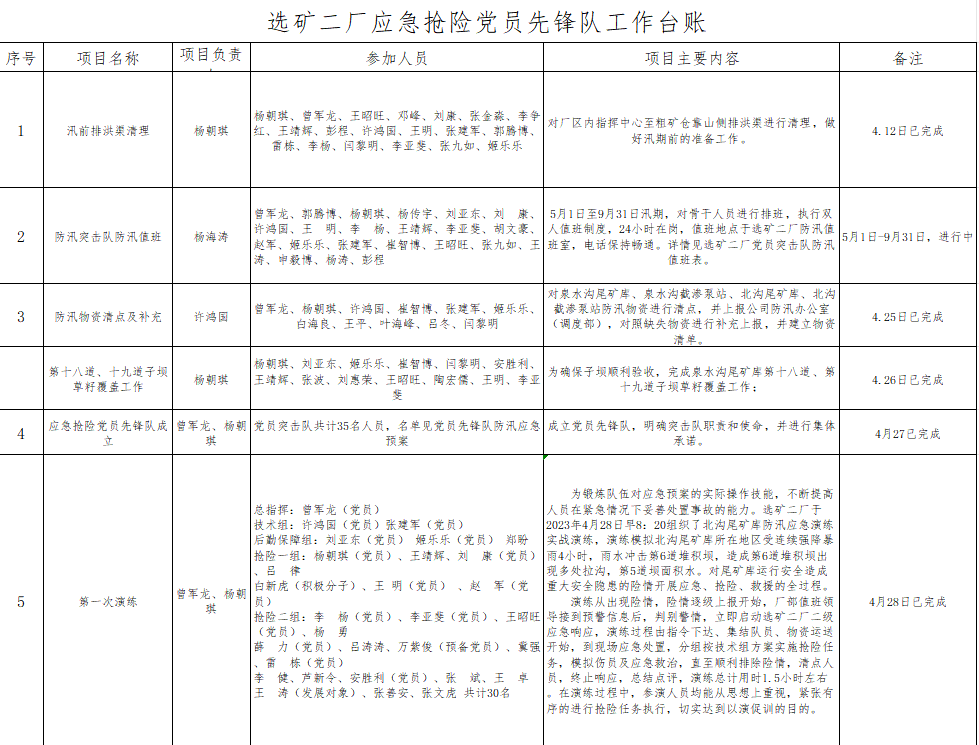 选矿二厂应急抢险党员先锋队工作台账
序号
项目名称
项目负责
参加人员
项目主要内容
备注
1
汛前排洪渠清理
杨朝琪
杨朝琪、曾军龙、王昭旺、邓峰、刘康、张金淼、李争
红、王靖辉、彭程、许鸿国、王明、张建军、郭腾博、
雷栋、李杨、闫黎明、李亚斐、张九如、姬乐乐
对厂区内指挥中心至粗矿仓靠山侧排洪渠进行清理，做
好汛期前的准备工作。
4.12日已完成
2
防汛突击队防汛值班
杨海涛
曾军龙、郭腾博、杨朝琪、杨传宇、刘亚东、刘　康、
许鸿国、王　明、李　杨、王靖辉、李亚斐、胡文豪、
赵军、姬乐乐、张建军、崔智博、王昭旺、张九如、王
涛、申毅博、杨涛、彭程
5月1日至9月31日汛期，对骨干人员进行排班，执行双
人值班制度，24小时在岗，值班地点于选矿二厂防汛值
班室，电话保持畅通。详情见选矿二厂党员突击队防汛
值班表。
5月1日-9月31日，进行中
3
防汛物资清点及补充
许鸿国
曾军龙、杨朝琪、许鸿国、崔智博、张建军、姬乐乐、
白海良、王平、叶海峰、吕冬、闫黎明
对泉水沟尾矿库、泉水沟截渗泵站、北沟尾矿库、北沟
截渗泵站防汛物资进行清点，并上报公司防汛办公室
（调度部），对照缺失物资进行补充上报，并建立物资
清单。
4.25日已完成
第十八道、十九道子坝
草籽覆盖工作
杨朝琪
杨朝琪、刘亚东、姬乐乐、崔智博、闫黎明、安胜利、
王靖辉、张波、刘惠荣、王昭旺、陶宏儒、王明、李亚
斐
为确保子坝顺利验收，完成泉水沟尾矿库第十八道、第
十九道子坝草籽覆盖工作；
4.26日已完成
4
应急抢险党员先锋队成
立
曾军龙、杨朝
琪
党员突击队共计35名人员，名单见党员先锋队防汛应急
预案
成立党员先锋队，明确突击队职责和使命，并进行集体
承诺。
4月27已完成
5
第一次演练
曾军龙、杨朝
琪
总指挥：曾军龙（党员）
技术组：许鸿国（党员）张建军（党员）
后勤保障组：刘亚东（党员） 姬乐乐（党员） 郑盼
抢险一组：杨朝琪（党员）、王靖辉、刘　康（党员）
、吕　律
白新虎（积极分子）、王 明（党员） 、赵　军（党
员）
抢险二组：李　杨（党员）、李亚斐（党员）、王昭旺
（党员）、杨　勇
薛　力（党员）、吕涛涛、万紫俊（预备党员）、冀强
、雷　栋（党员）
李　健、芦新令、安胜利（党员）、张　斌、王　卓
王　涛（发展对象）、张善安、张文虎 共计30名
为锻炼队伍对应急预案的实际操作技能，不断提高
人员在紧急情况下妥善处置事故的能力。选矿二厂于
2023年4月28日早8：20组织了北沟尾矿库防汛应急演练
实战演练，演练模拟北沟尾矿库所在地区受连续强降暴
雨4小时，雨水冲击第6道堆积坝，造成第6道堆积坝出
现多处拉沟，第5道坝面积水。对尾矿库运行安全造成
重大安全隐患的险情开展应急、抢险、救援的全过程。
演练从出现险情，险情逐级上报开始，厂部值班领
导接到预警信息后，判别警情，立即启动选矿二厂二级
应急响应，演练过程由指令下达、集结队员、物资运送
开始，到现场应急处置，分组按技术组方案实施抢险任
务，模拟伤员及应急救治，直至顺利排除险情，清点人
员，终止响应，总结点评，演练总计用时1.5小时左右
。在演练过程中，参演人员均能从思想上重视，紧张有
序的进行抢险任务执行，切实达到以演促训的目的。
4月28日已完成